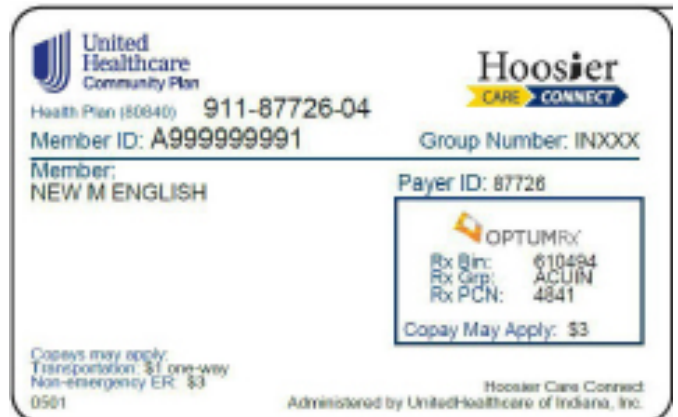 United
Healthcare
Community Plan
Hoosier
CARE CONNECT
Health Plan (80840) 911-87726-04
Member ID: A999999991 Group Number: INXXX
Member:
NEW M ENGLISH
Payer ID: 87726
OPTUMRx
Rx Bin: 610494
Rx Grp: ACUIN
Rx PCN: 4841
Copay May Apply: $3
Copays may apply:
Transportation: $1 one-way
Non-emergency ER: $3
0501
Hoosier Care Connect
Administered by UnitedHealthcare of Indiana, Inc.